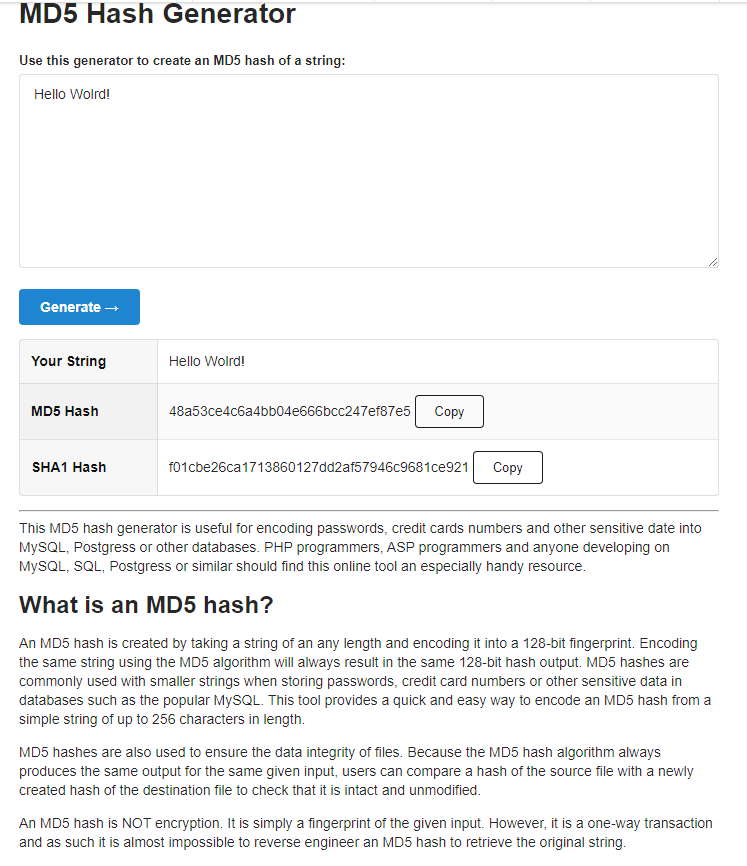 MD5 Hash Generator
Use this generator to create an MD5 hash of a string:
Hello Wolrd!
Generate →
Your String Hello Wolrd!
MD5 Hash 48a53ce4c6a4bb04e666bcc247ef87e5 Copy
SHA1 Hash f01cbe26ca1713860127dd2af57946c9681ce921 Copy
This MD5 hash generator is useful for encoding passwords, credit cards numbers and other sensitive date into
MySQL, Postgress or other databases. PHP programmers, ASP programmers and anyone developing on
MySQL, SQL, Postgress or similar should find this online tool an especially handy resource.
What is an MD5 hash?
An MD5 hash is created by taking a string of an any length and encoding it into a 128-bit fingerprint. Encoding
the same string using the MD5 algorithm will always result in the same 128-bit hash output. MD5 hashes are
commonly used with smaller strings when storing passwords, credit card numbers or other sensitive data in
databases such as the popular MySQL. This tool provides a quick and easy way to encode an MD5 hash from a
simple string of up to 256 characters in length.
MD5 hashes are also used to ensure the data integrity of files. Because the MD5 hash algorithm always
produces the same output for the same given input, users can compare a hash of the source file with a newly
created hash of the destination file to check that it is intact and unmodified.
An MD5 hash is NOT encryption. It is simply a fingerprint of the given input. However, it is a one-way transaction
and as such it is almost impossible to reverse engineer an MD5 hash to retrieve the original string.